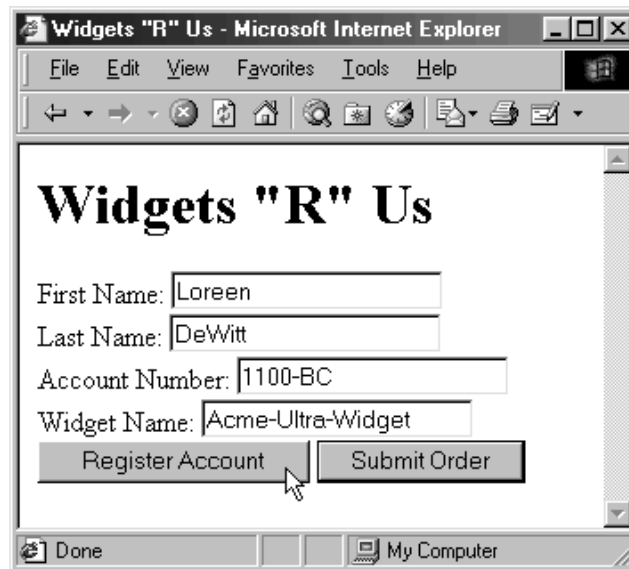 Widgets "R" Us - Microsoft Internet Explorer
File Edit View Favorites Tools Help
Widgets "R" Us
First Name: Loreen
Last Name: DeWitt
Account Number: 1100-BC
Widget Name: Acme-Ultra-Widget
Register Account Submit Order
Done My Computer